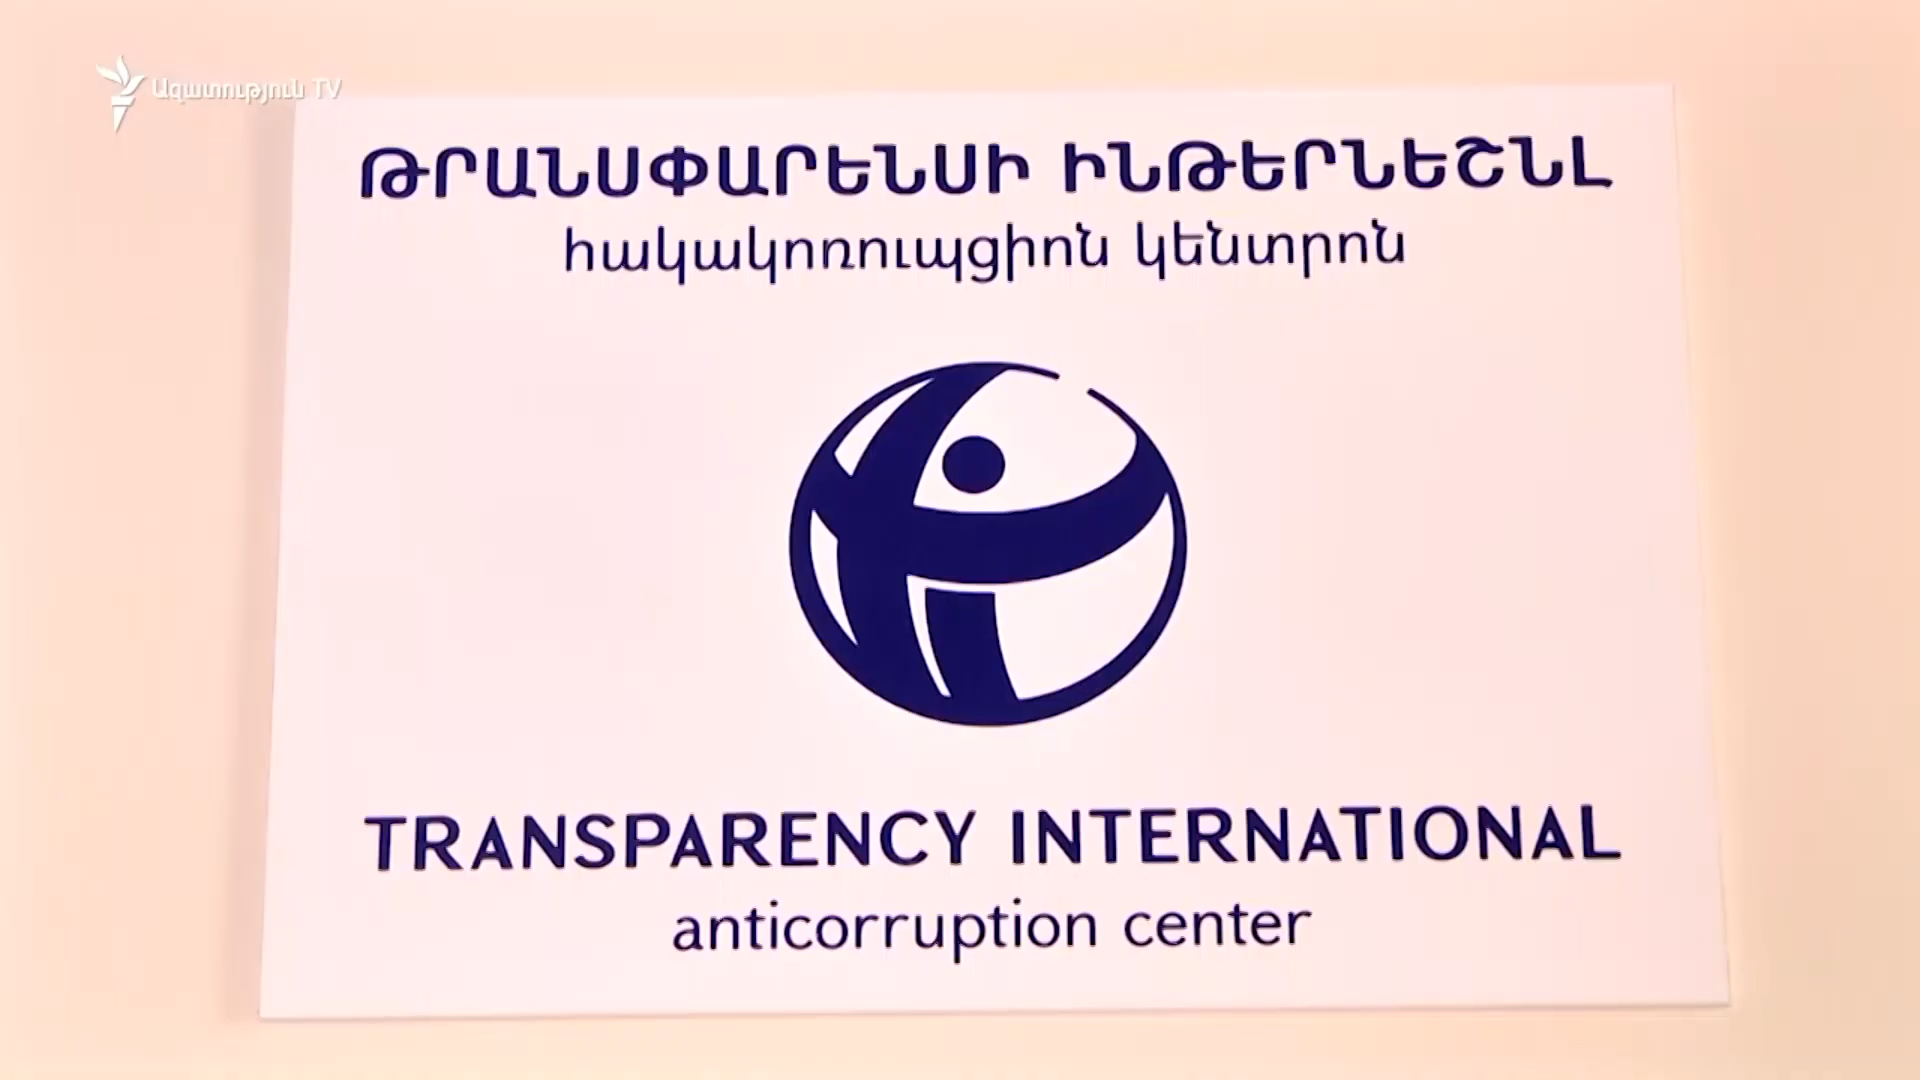 Ազատություն TV
ԹՐԱՆՍՓԱՐԵՆՍԻ ԻՆԹԵՐՆԵՇՆԼ
հակակոռուպցիոն կենտրոն
TRANSPARENCY INTERNATIONAL
anticorruption center